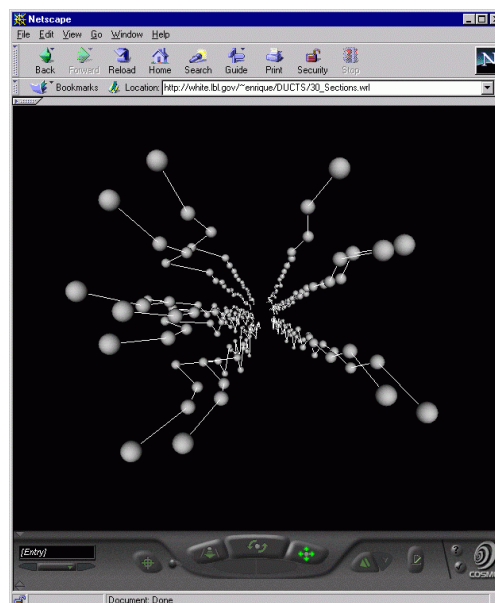 Netscape
File Edit View Go Window Help
Back Forward Reload Home Search Guide Print Security Stop
N
Bookmarks Location: http://white.lbl.gov/~enrique/DUCTS/30_Sections.wrl
[Entry]
?
COSM
Document: Done